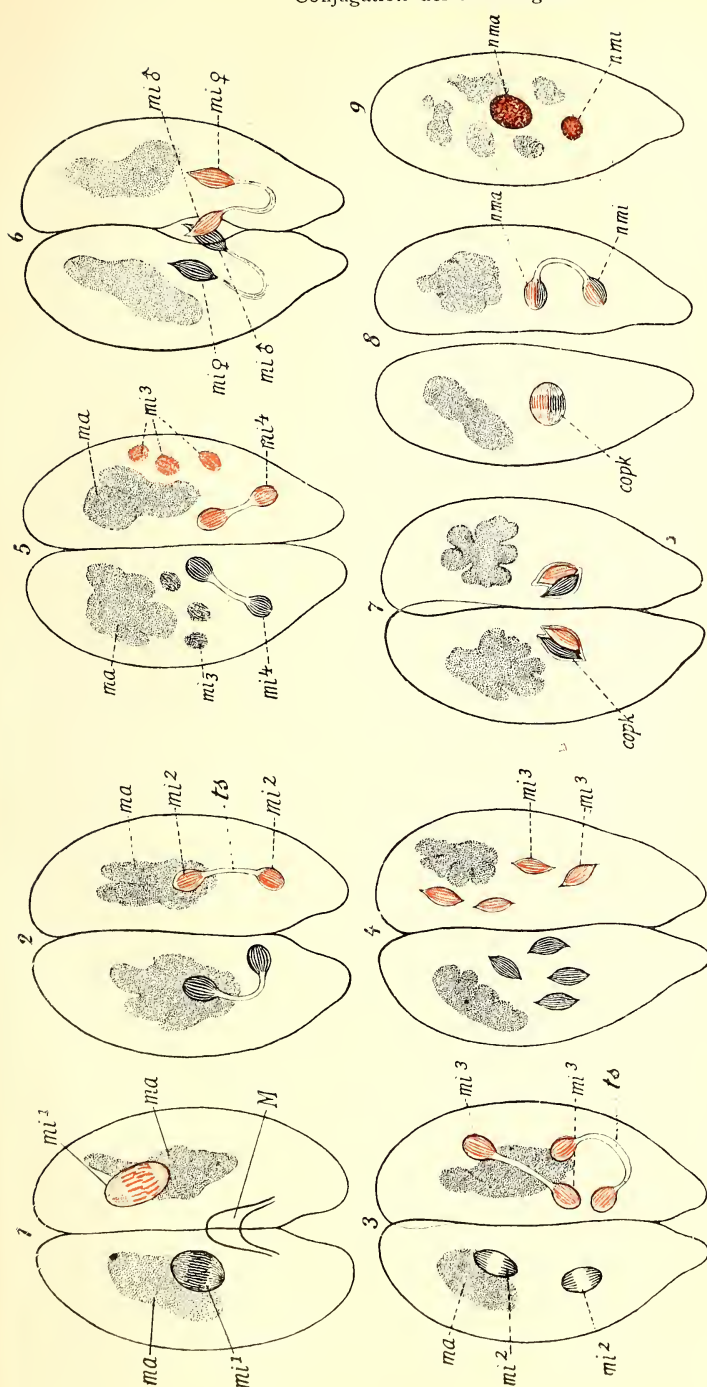 Conjugation
1
mi¹
ma
M
ma
mi¹
2
ma
mi²
ts
mi²
3
mi³
mi³
ts
ma
mi²
mi²
4
mi³
mi³
5
ma
mi³
mi⁴
ma
mi3
mi⁴
6
mi♂
mi♀
mi♀
mi♂
7
copk
8
nma
nmi
copk
9
nma
nmi